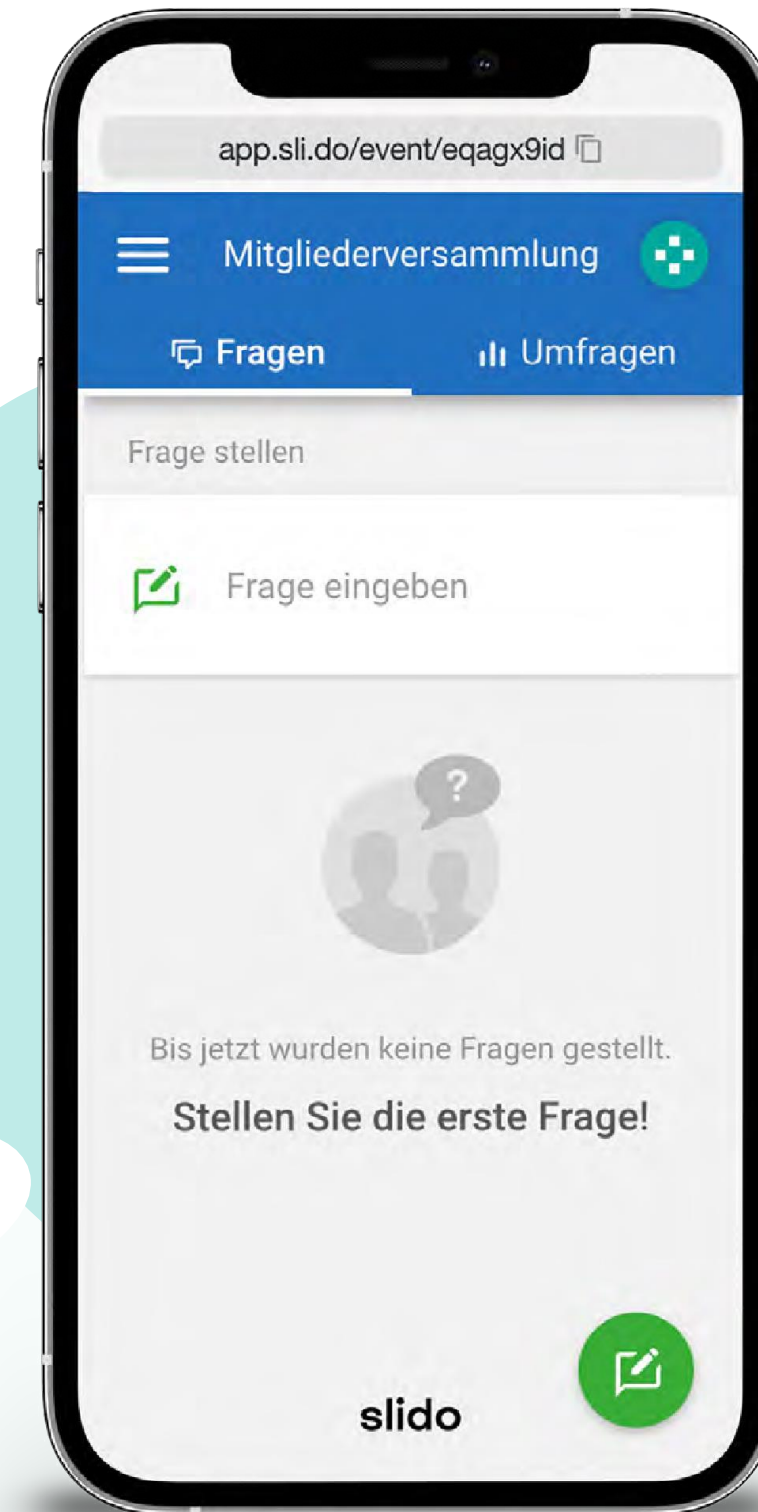 app.sli.do/event/eqagx9id
Mitgliederversammlung
Fragen
Umfragen
Frage stellen
Frage eingeben
?
Bis jetzt wurden keine Fragen gestellt.
Stellen Sie die erste Frage!
slido